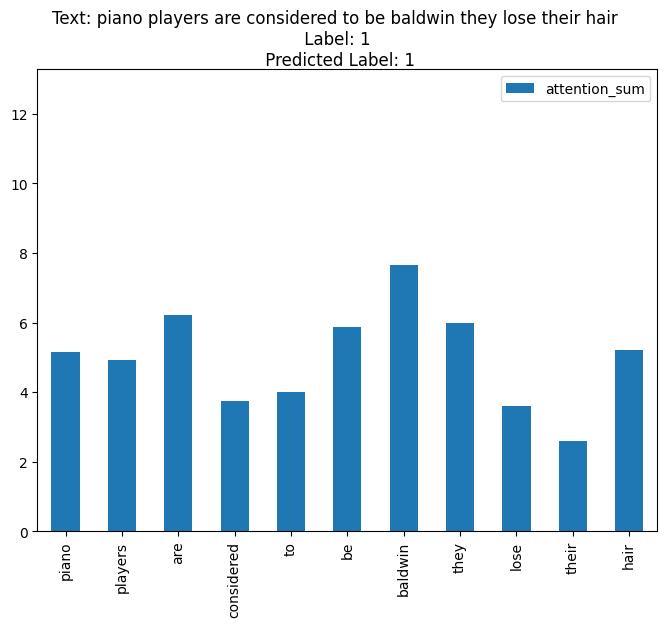 Text: piano players are considered to be baldwin they lose their hair
Label: 1
Predicted Label: 1
attention_sum
12
10
8
6
4
2
0
piano
players
are
considered
to
be
baldwin
they
lose
their
hair